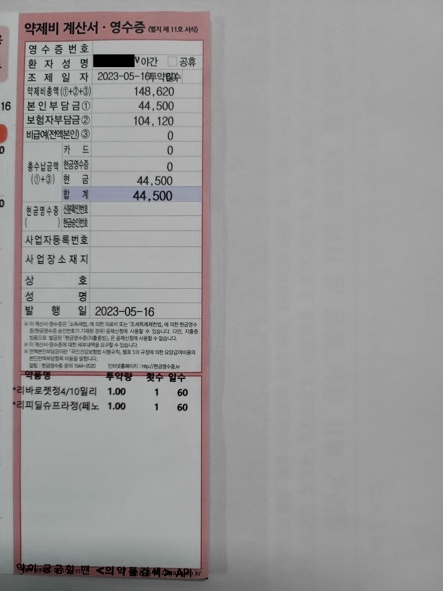 약제비 계산서 · 영수증 (별지 제 11호 서식)
영 수 증 번 호
환 자 성 명 V 야간 공휴
조 제 일 자 2023-05-16 투약일수
약제비총액(①+②+③) 148,620
본인부담금① 44,500
보험자부담금② 104,120
비급여(전액본인) ③ 0
카 드 0
총수납금액 현금영수증 0
(①+③) 현 금 44,500
합 계 44,500
현금영수증 신분확인번호
( ) 현금승인번호
사업자등록번호
사 업 장 소 재 지
상 호
성 명
발 행 일 2023-05-16
약품명 투약량 횟수 일수
*리바로젯정4/10밀리 1.00 1 60
*리피딜슈프라정(페노 1.00 1 60
약이 궁금할 땐 <의약품검색> API
16